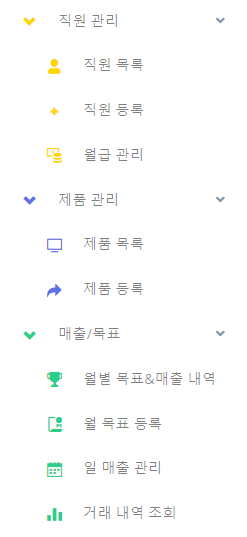 직원 관리
직원 목록
직원 등록
월급 관리
제품 관리
제품 목록
제품 등록
매출/목표
월별 목표&매출 내역
월 목표 등록
일 매출 관리
거래 내역 조회